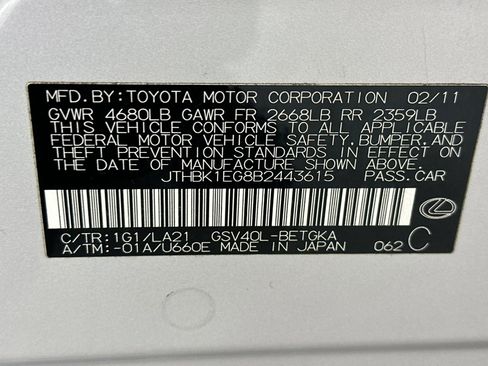 MFD.BY:TOYOTA MOTOR CORPORATION 02/11
GVWR 4680LB GAWR FR 2668LB RR 2359LB
THIS VEHICLE CONFORMS TO ALL APPLICABLE
FEDERAL MOTOR VEHICLE SAFETY,BUMPER,AND
THEFT PREVENTION STANDARDS IN EFFECT ON
THE DATE OF MANUFACTURE SHOWN ABOVE.
JTHBK1EG8B2443615 PASS.CAR
C/TR:1G1/LA21 GSV40L-BETGKA
A/TM:-01A/U660E MADE IN JAPAN 062 C